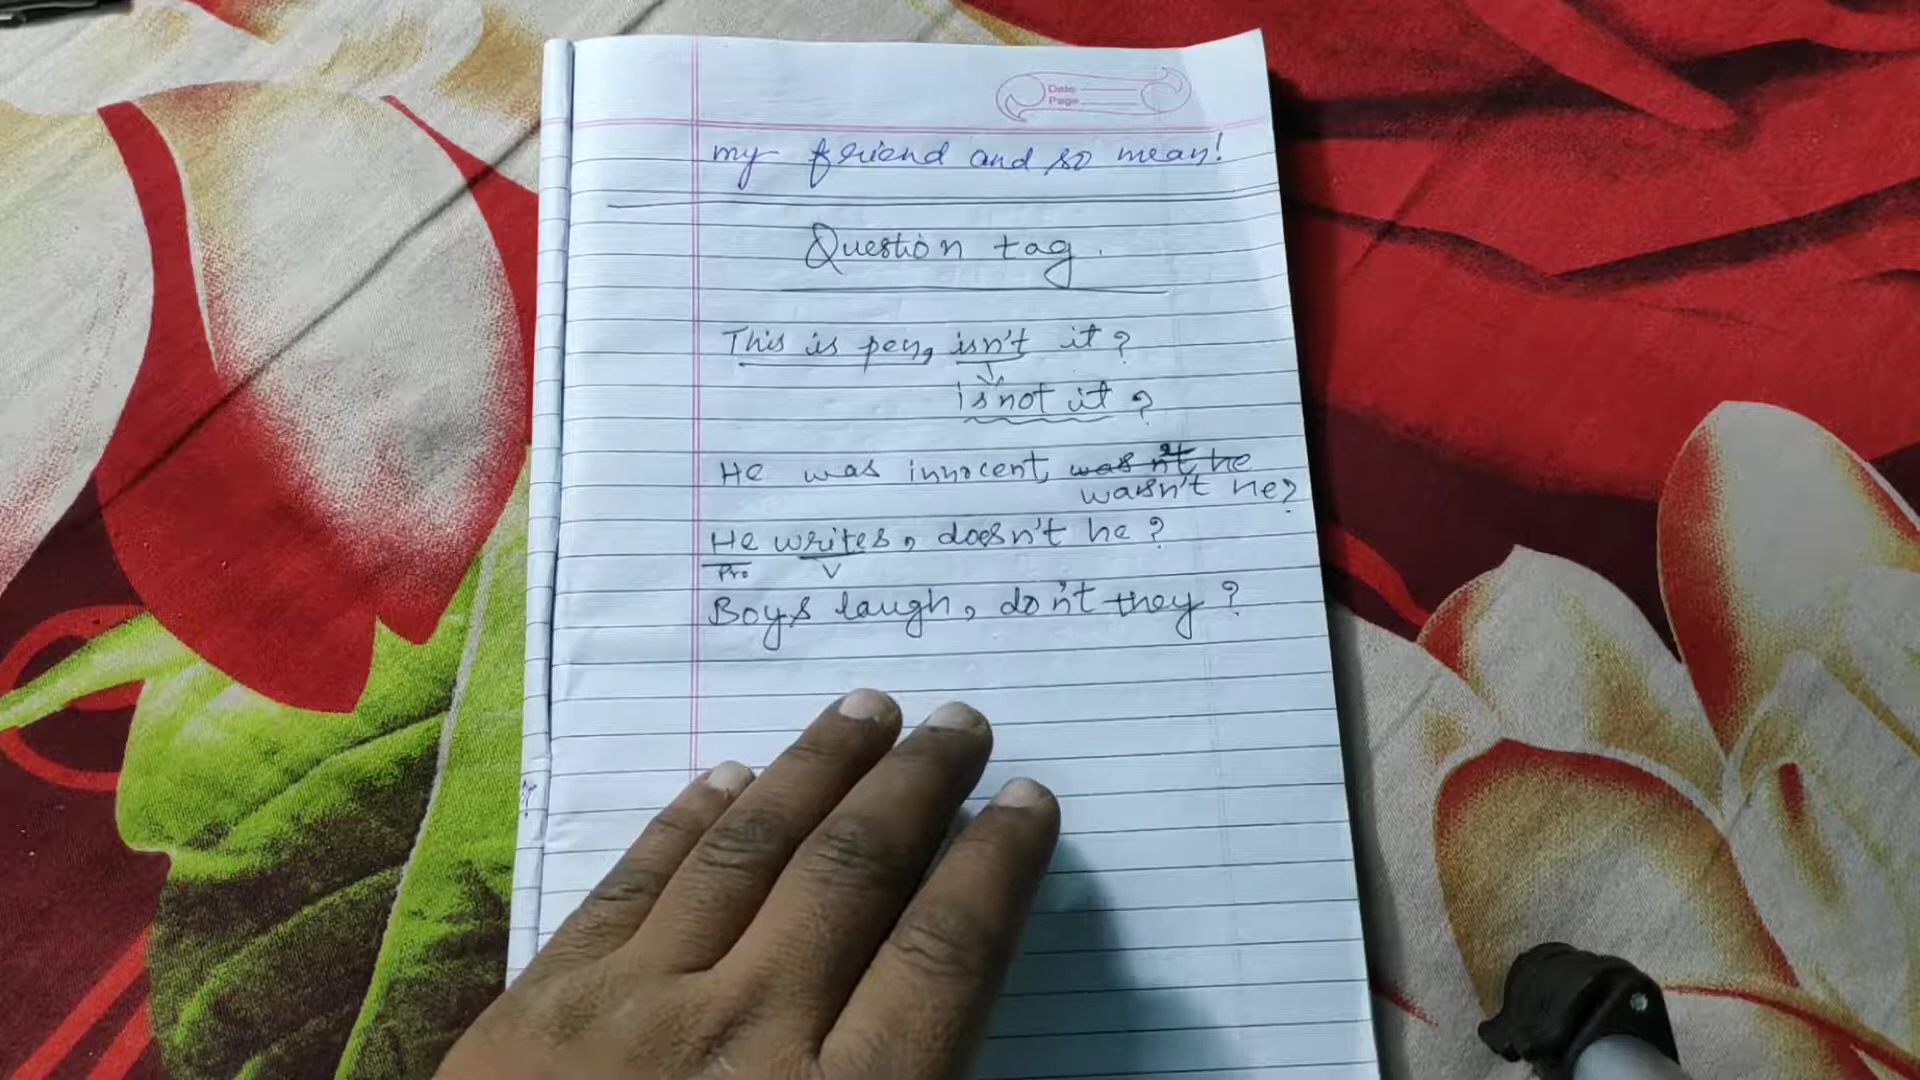 Date
Page
my friend and so mean!
Question tag.
This is pen, isn't it?
is not it?
He was innocent, was n't he
wasn't he?
He writes, doesn't he?
Pro V
Boys laugh, don't they?